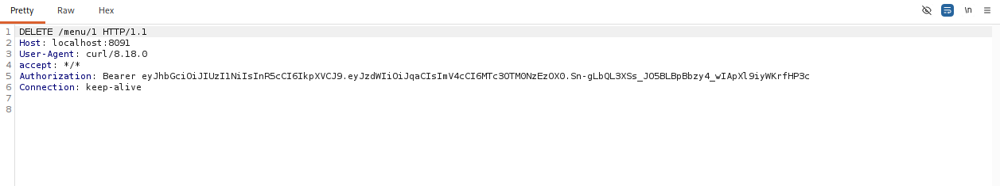 Pretty Raw Hex
\n
1 DELETE /menu/1 HTTP/1.1
2 Host: localhost:8091
3 User-Agent: curl/8.18.0
4 accept: */*
5 Authorization: Bearer eyJhbGciOiJIUzI1NiIsInR5cCI6IkpXVCJ9.eyJzdWIiOiJqaCIsImV4cCI6MTc3OTM0NzEzOX0.Sn-gLbQL3XSs_JO5BLBpBbzy4_wIApXl9iyWKrfHP3c
6 Connection: keep-alive
7
8